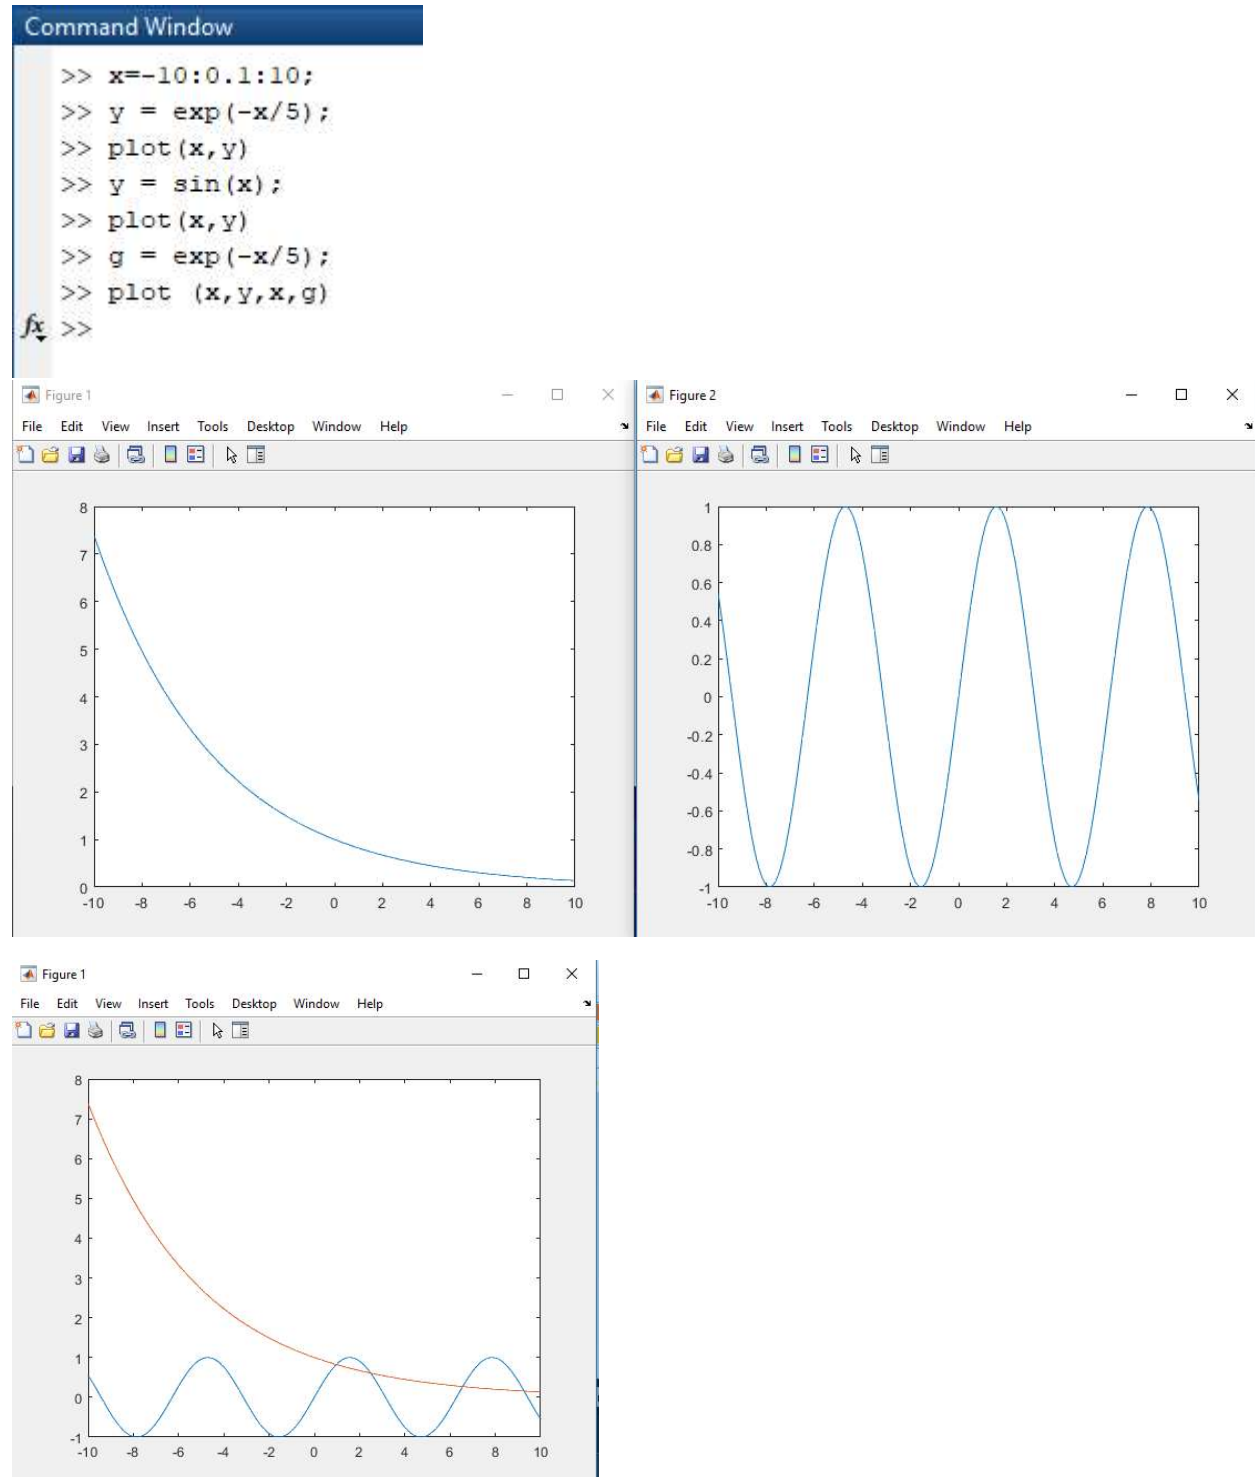 Command Window
>> x=-10:0.1:10;
>> y = exp(-x/5);
>> plot(x,y)
>> y = sin(x);
>> plot(x,y)
>> g = exp(-x/5);
>> plot (x,y,x,g)
fx >>
Figure 1
File Edit View Insert Tools Desktop Window Help
8
7
6
5
4
3
2
1
0
-10 -8 -6 -4 -2 0 2 4 6 8 10
Figure 2
File Edit View Insert Tools Desktop Window Help
1
0.8
0.6
0.4
0.2
0
-0.2
-0.4
-0.6
-0.8
-1
-10 -8 -6 -4 -2 0 2 4 6 8 10
Figure 1
File Edit View Insert Tools Desktop Window Help
8
7
6
5
4
3
2
1
0
-1
-10 -8 -6 -4 -2 0 2 4 6 8 10